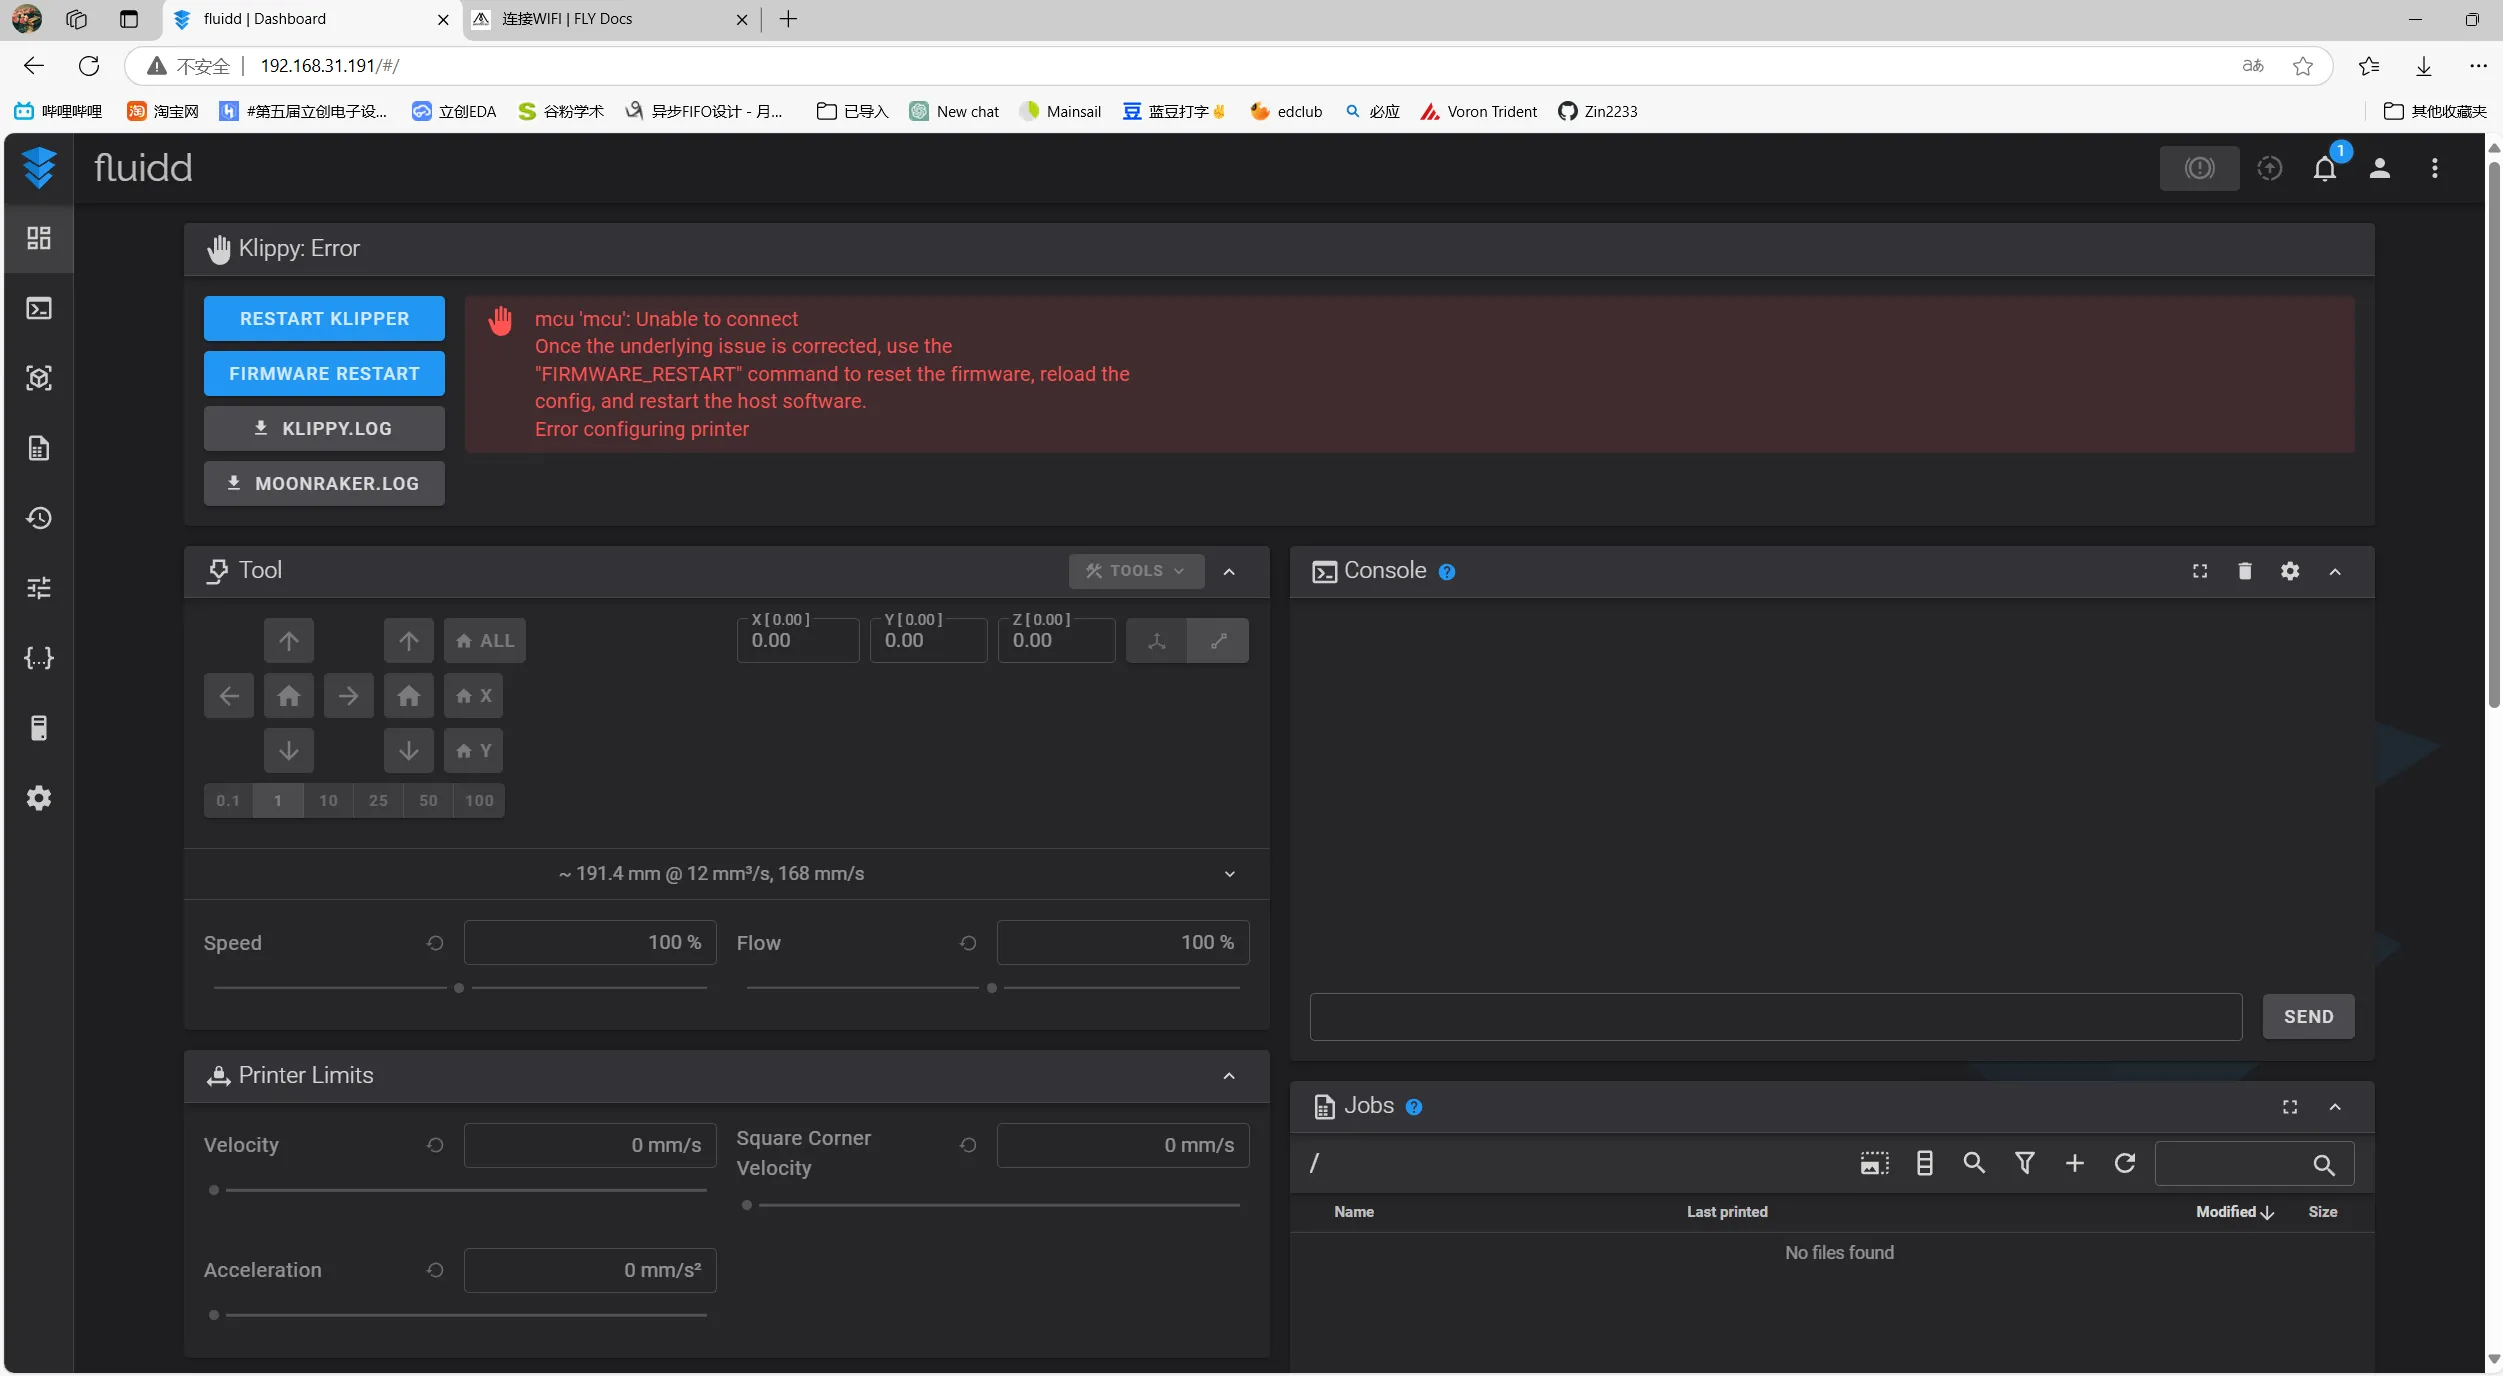 fluidd | Dashboard
连接WIFI | FLY Docs
不安全
192.168.31.191/#/
哔哩哔哩
淘宝网
#第五届立创电子设...
立创EDA
谷粉学术
异步FIFO设计 - 月...
已导入
New chat
Mainsail
蓝豆打字✌
edclub
必应
Voron Trident
Zin2233
其他收藏夹
fluidd
1
Klippy: Error
RESTART KLIPPER
FIRMWARE RESTART
KLIPPY.LOG
MOONRAKER.LOG
mcu 'mcu': Unable to connect
Once the underlying issue is corrected, use the
"FIRMWARE_RESTART" command to reset the firmware, reload the
config, and restart the host software.
Error configuring printer
Tool
TOOLS
ALL
X
Y
X [ 0.00 ]
0.00
Y [ 0.00 ]
0.00
Z [ 0.00 ]
0.00
0.1 1 10 25 50 100
~ 191.4 mm @ 12 mm³/s, 168 mm/s
Speed
100 %
Flow
100 %
Printer Limits
Velocity
0 mm/s
Square Corner
Velocity
0 mm/s
Acceleration
0 mm/s²
Console
SEND
Jobs
/
Name
Last printed
Modified
Size
No files found